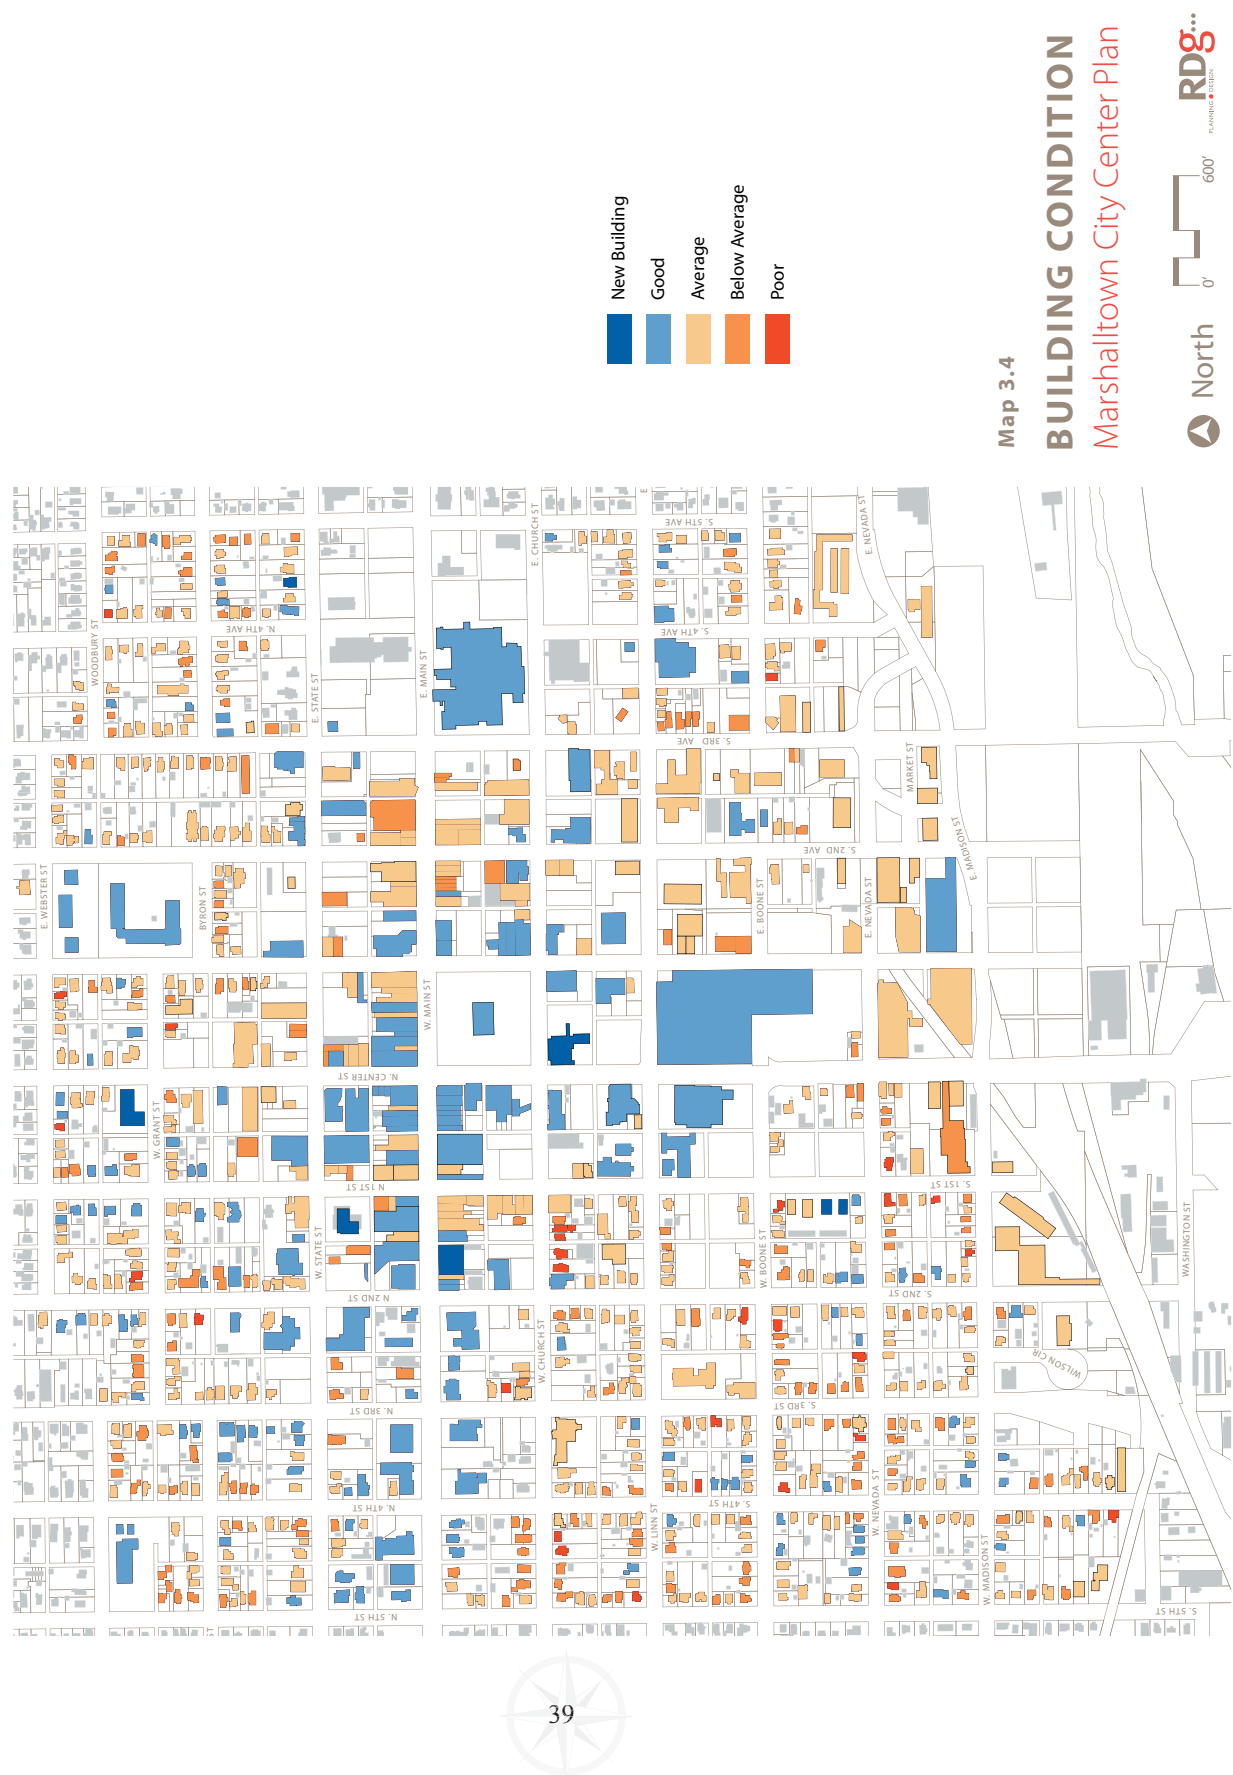 Map 3.4
BUILDING CONDITION
Marshalltown City Center Plan
North
0'
600'
RDg...
PLANNING • DESIGN
New Building
Good
Average
Below Average
Poor
WOODBURY ST
N. 4TH AVE
E. STATE ST
E. MAIN ST
E. CHURCH ST
E
S. 5TH AVE
S. 4TH AVE
S. 3RD AVE
E. NEVADA ST
MARKET ST
E. MADISON ST
S. 2ND AVE
E. WEBSTER ST
BYRON ST
E. BOONE ST
E. NEVADA ST
W. MAIN ST
N. CENTER ST
W. GRANT ST
N 1ST ST
S. 1ST ST
W. STATE ST
W. BOONE ST
WASHINGTON ST
N 2ND ST
S. 2ND ST
W. CHURCH ST
WILSON CIR
N. 3RD ST
S. 3RD ST
N. 4TH ST
S. 4TH ST
W. LINN ST
W. NEVADA ST
W. MADISON ST
N. 5TH ST
S. 5TH ST
ST
39